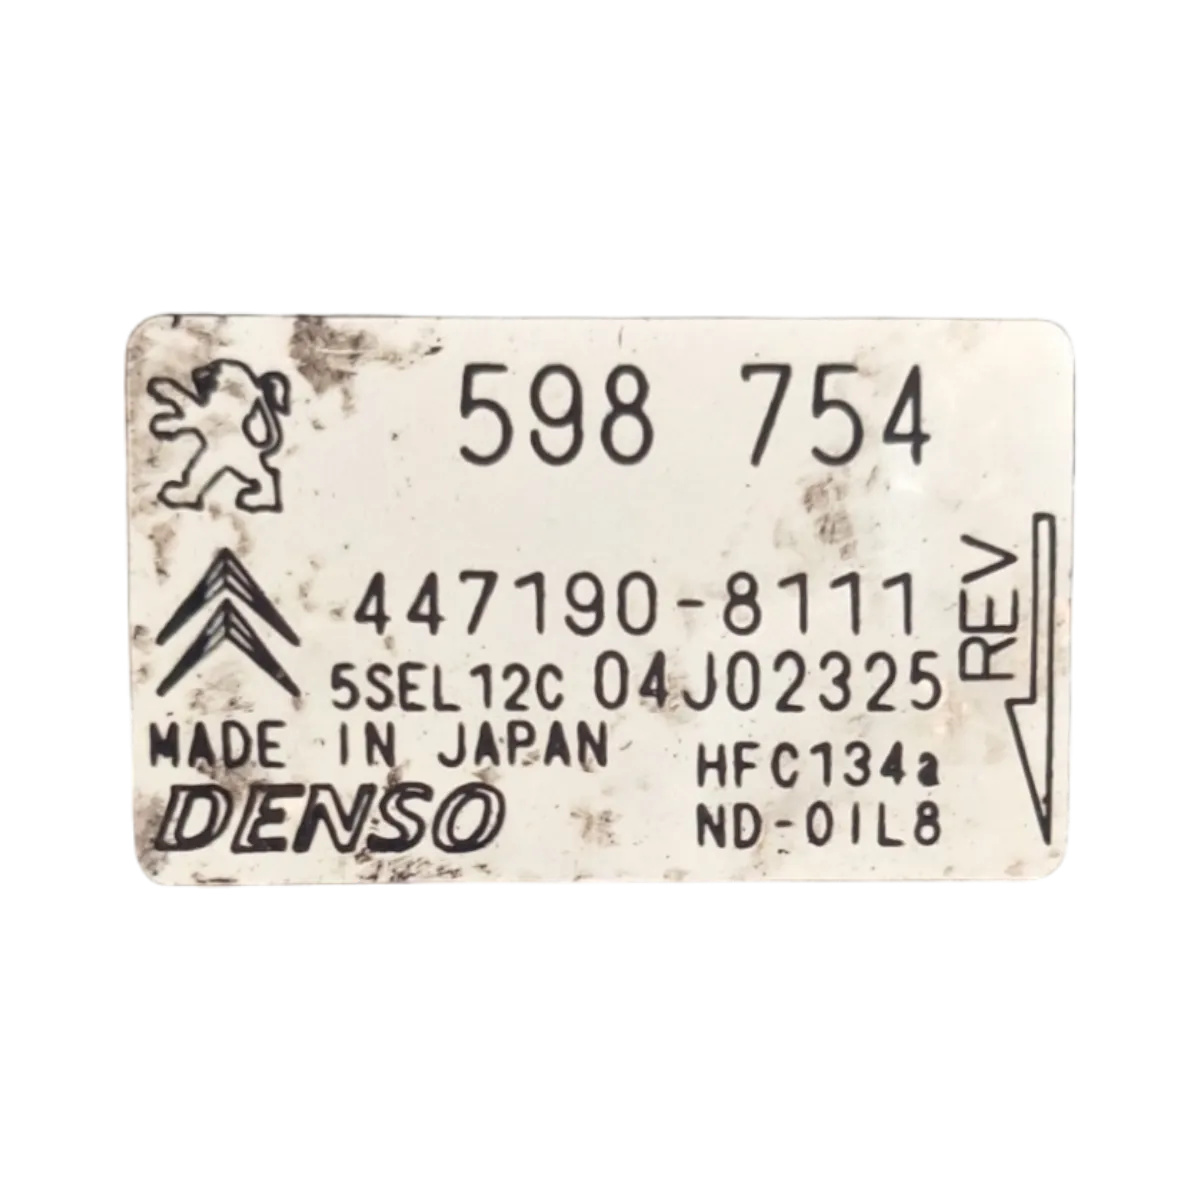 598 754
447190-8111
5SEL12C 04J02325
MADE IN JAPAN
DENSO
HFC134a
ND-OIL8
REV